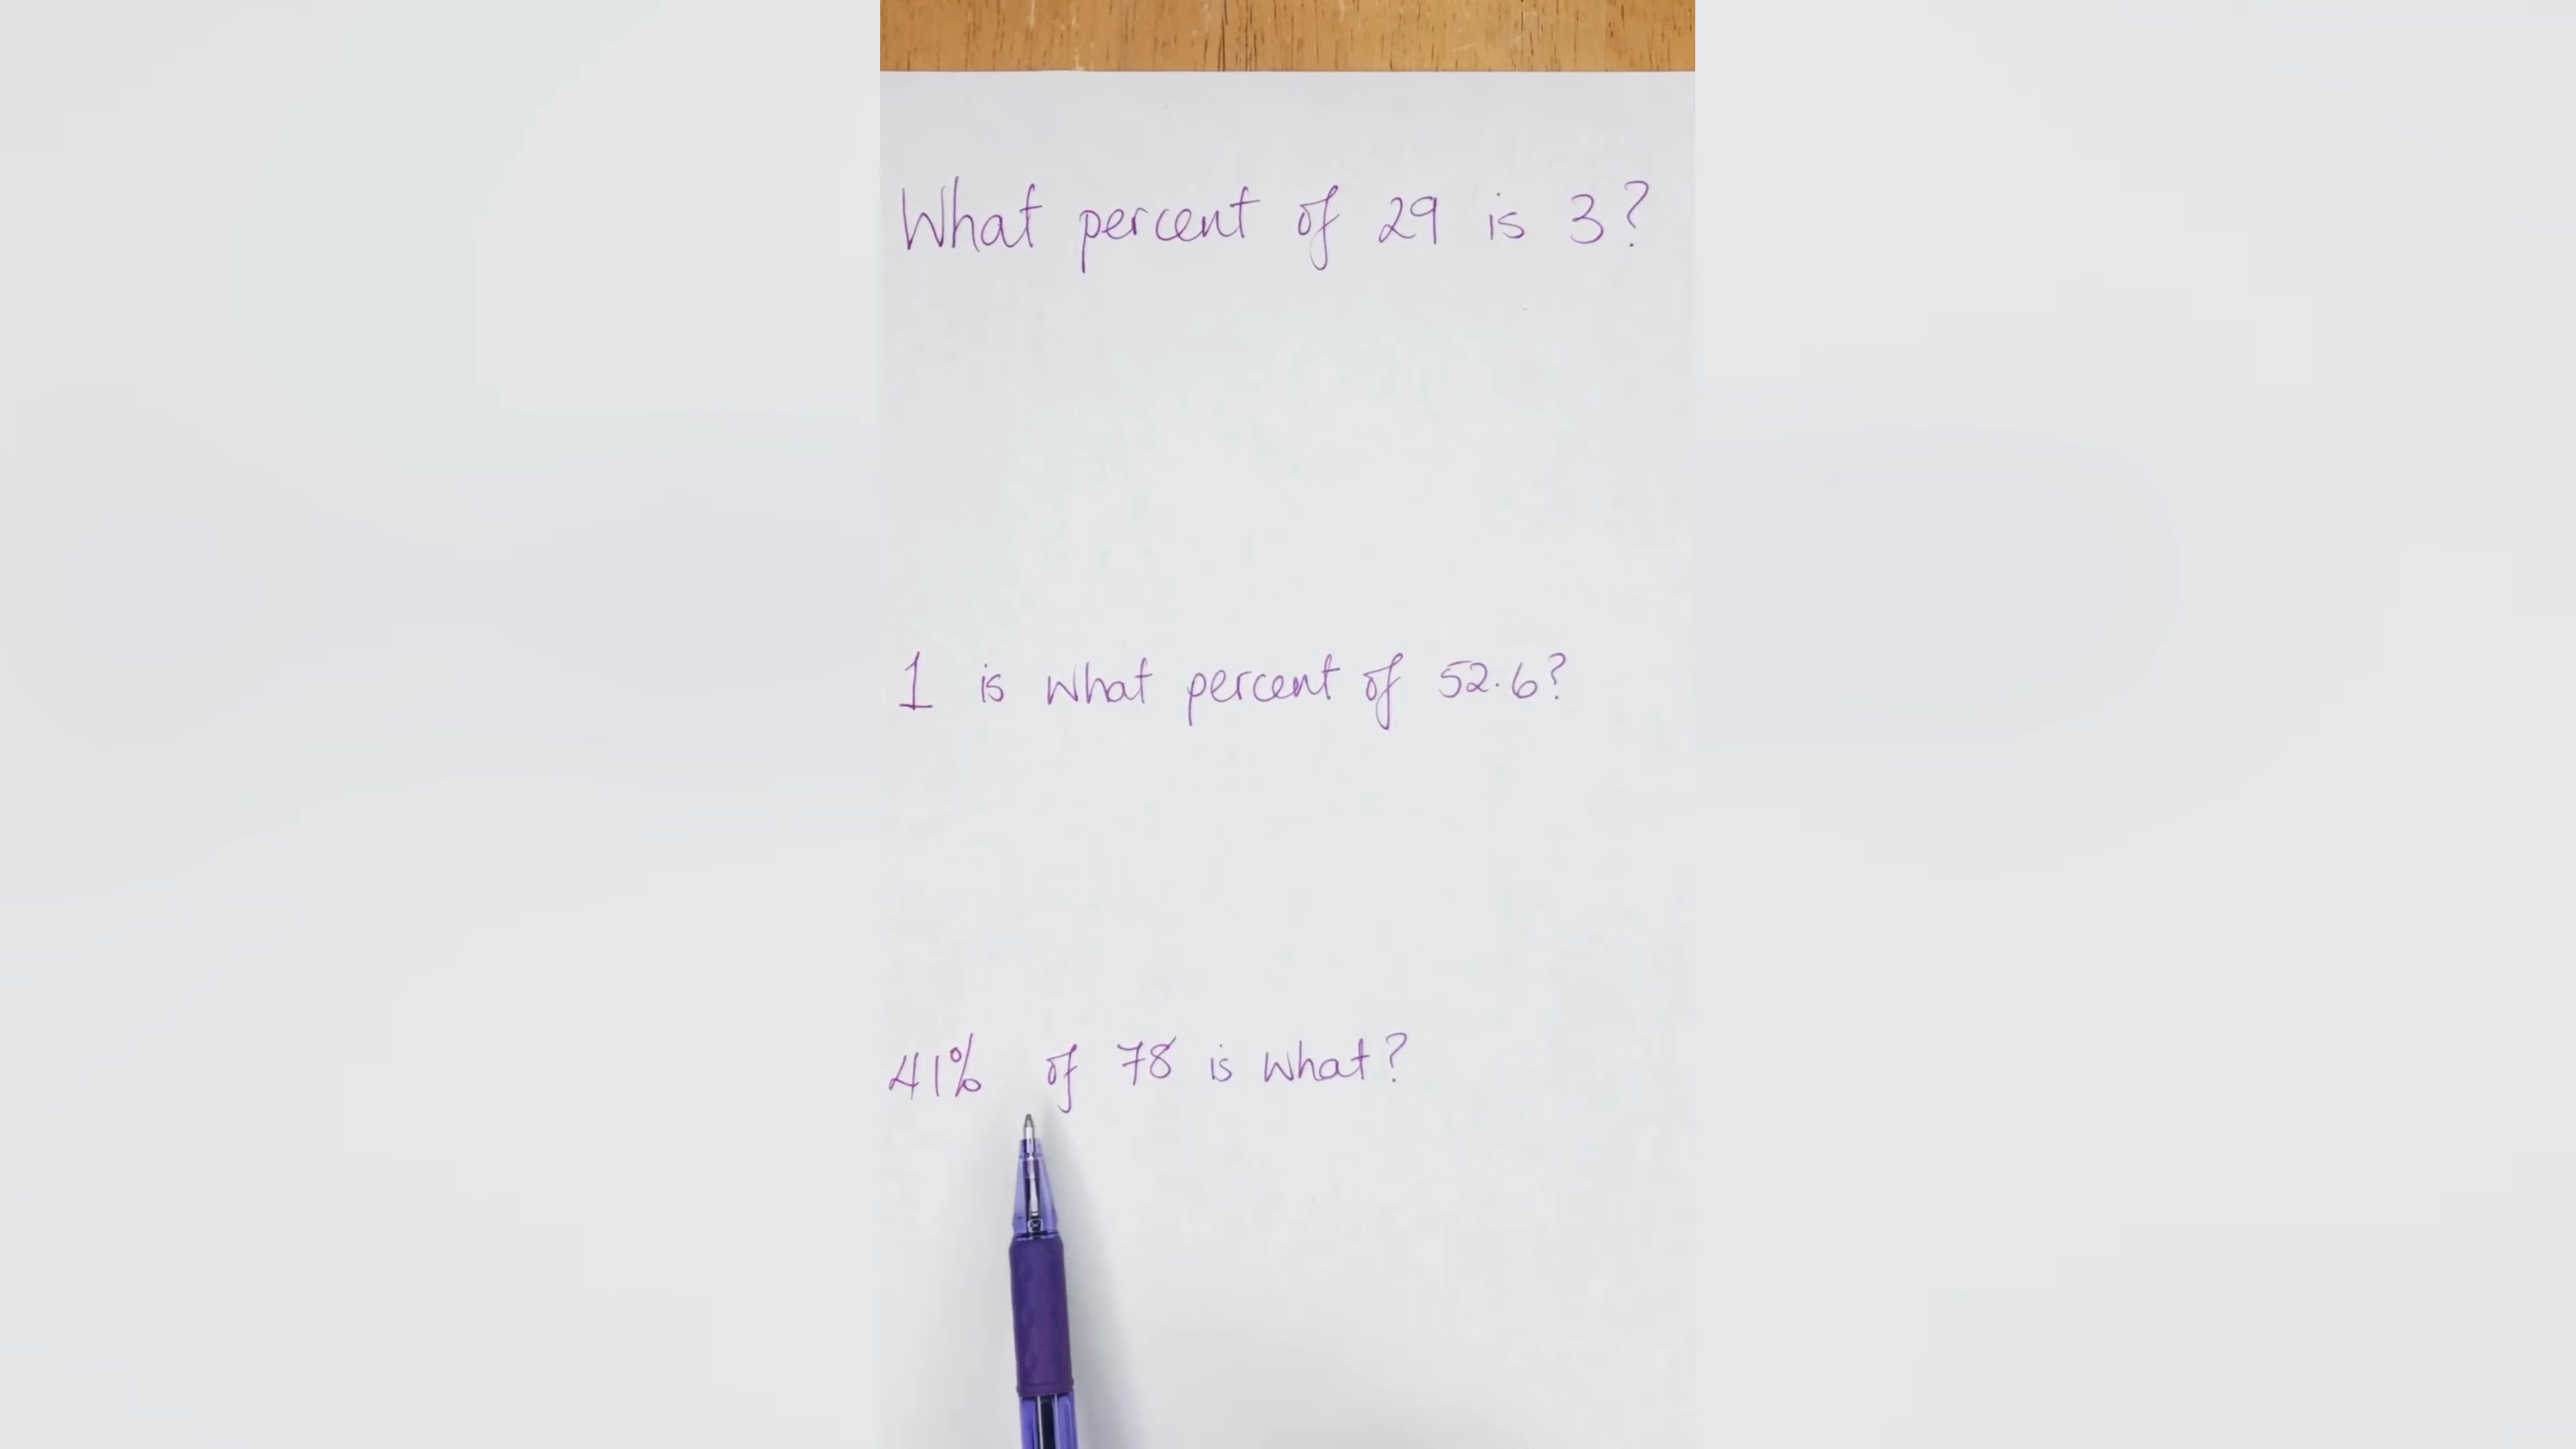 What percent of 29 is 3?
1 is what percent of 52.6?
41% of 78 is what?